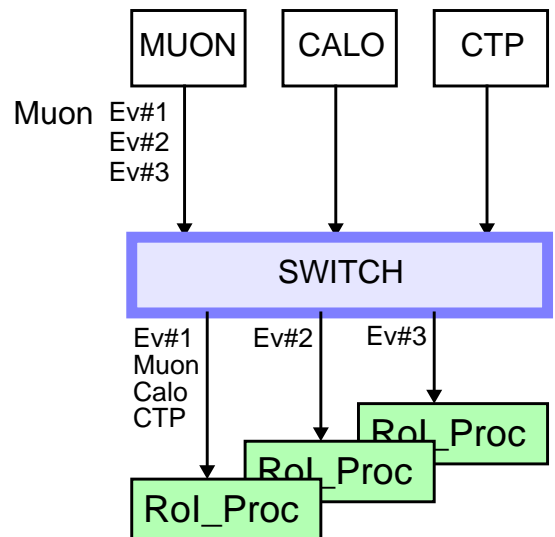 MUON
CALO
CTP
Muon
Ev#1
Ev#2
Ev#3
SWITCH
Ev#1
Muon
Calo
CTP
Ev#2
Ev#3
RoI_Proc
RoI_Proc
RoI_Proc